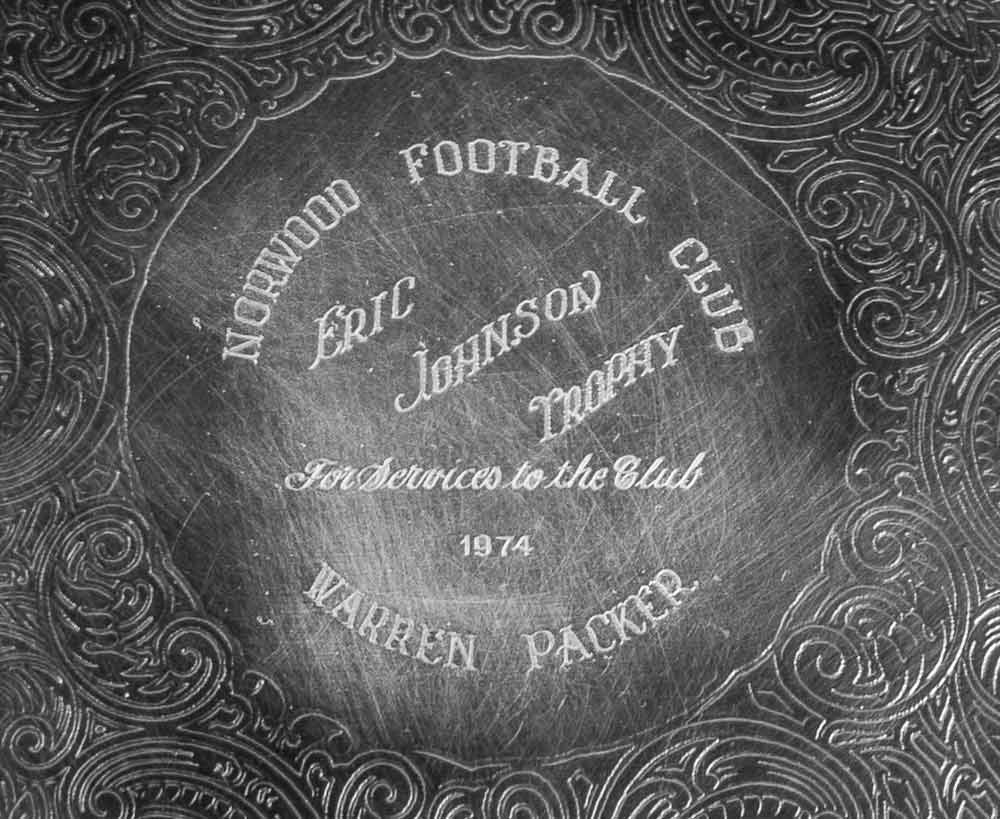 NORWOOD FOOTBALL CLUB
ERIC
JOHNSON
TROPHY
For Services to the Club
1974
WARREN PACKER